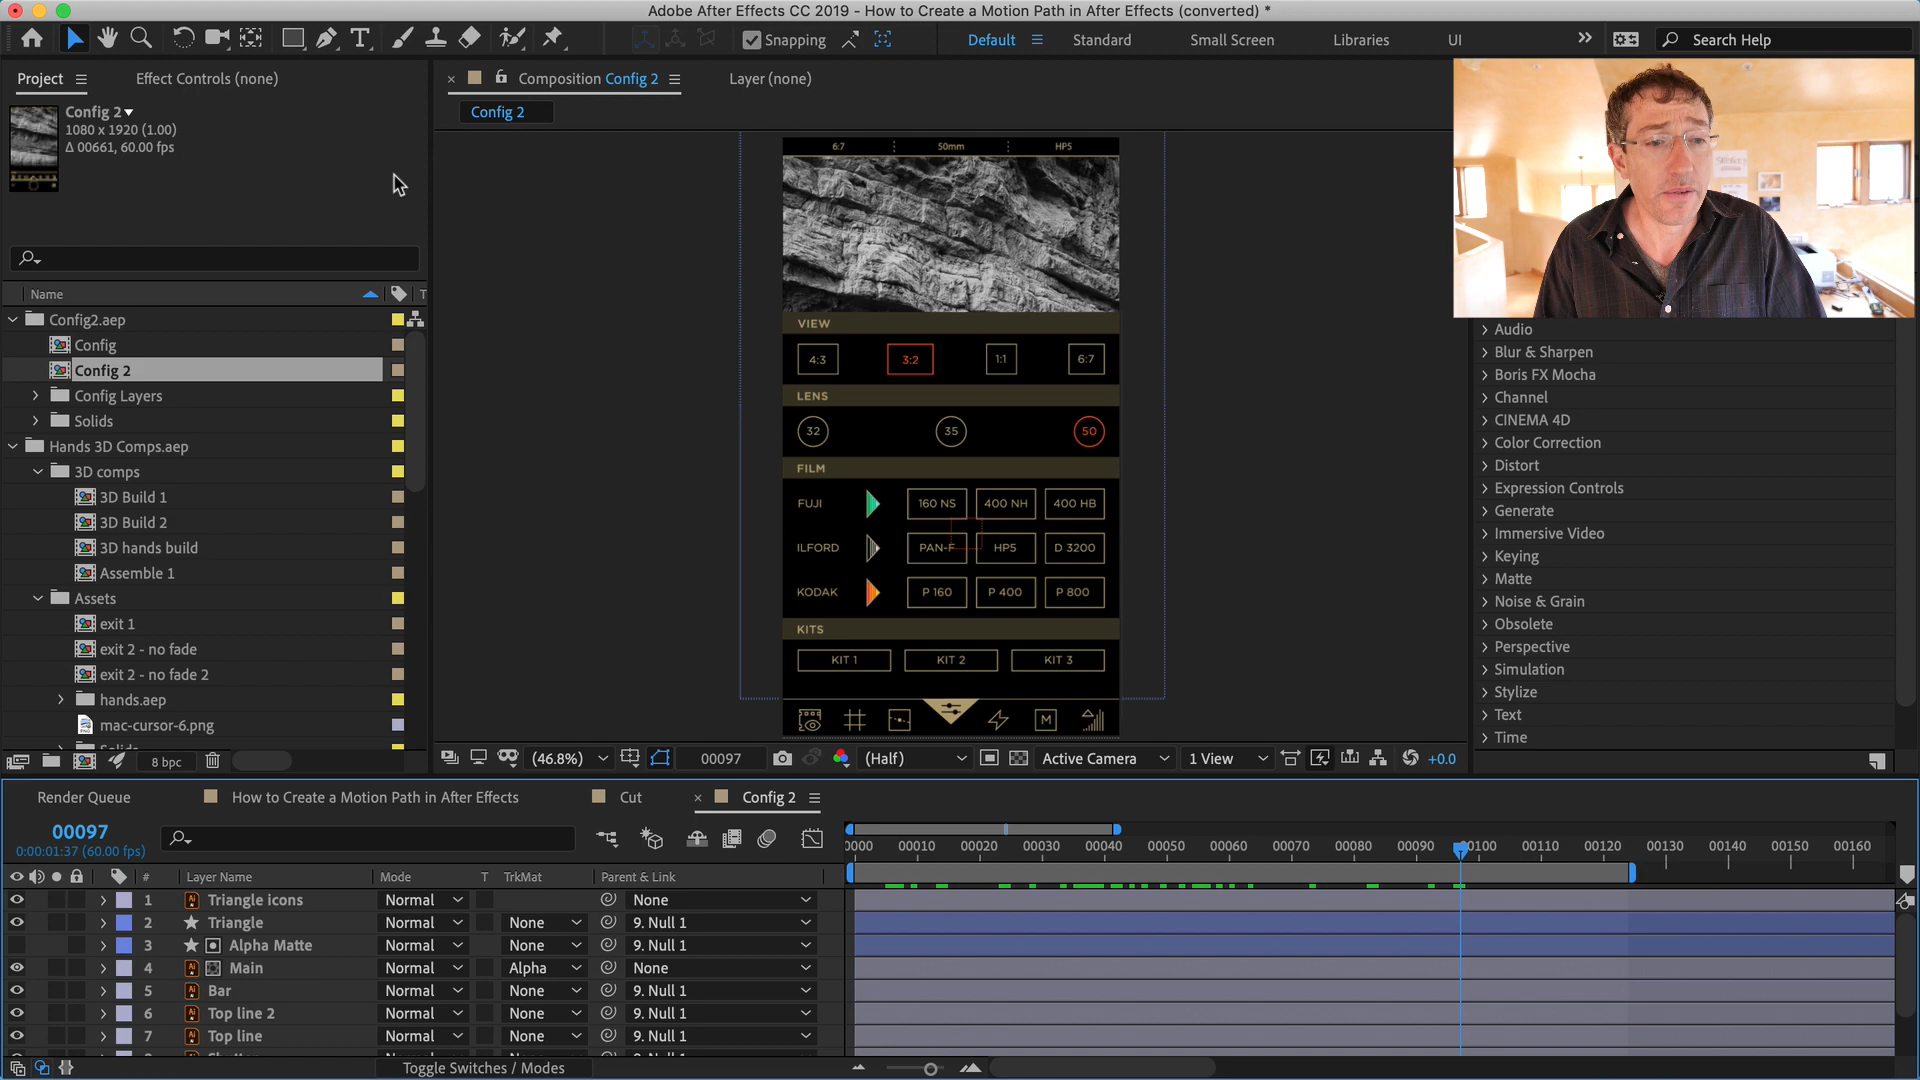 Adobe After Effects CC 2019 - How to Create a Motion Path in After Effects (converted) *
Snapping
Default
Standard
Small Screen
Libraries
UI
Search Help
Project
Effect Controls (none)
Composition Config 2
Layer (none)
Config 2
1080 x 1920 (1.00)
Δ 00661, 60.00 fps
Config 2
Name
T
Config2.aep
Config
Config 2
Config Layers
Solids
Hands 3D Comps.aep
3D comps
3D Build 1
3D Build 2
3D hands build
Assemble 1
Assets
exit 1
exit 2 - no fade
exit 2 - no fade 2
hands.aep
mac-cursor-6.png
Solids
8 bpc
6:7
50mm
HP5
VIEW
4:3
3:2
1:1
6:7
LENS
32
35
50
FILM
FUJI
160 NS
400 NH
400 HB
ILFORD
PAN-F
HP5
D 3200
KODAK
P 160
P 400
P 800
KITS
KIT 1
KIT 2
KIT 3
M
(46.8%)
00097
(Half)
Active Camera
1 View
+0.0
Audio
Blur & Sharpen
Boris FX Mocha
Channel
CINEMA 4D
Color Correction
Distort
Expression Controls
Generate
Immersive Video
Keying
Matte
Noise & Grain
Obsolete
Perspective
Simulation
Stylize
Text
Time
Render Queue
How to Create a Motion Path in After Effects
Cut
Config 2
00097
0:00:01:37 (60.00 fps)
0000
00010
00020
00030
00040
00050
00060
00070
00080
00090
00100
00110
00120
00130
00140
00150
00160
#
Layer Name
Mode
T
TrkMat
Parent & Link
1 Triangle icons Normal None
2 Triangle Normal None 9. Null 1
3 Alpha Matte Normal None 9. Null 1
4 Main Normal Alpha None
5 Bar Normal None 9. Null 1
6 Top line 2 Normal None 9. Null 1
7 Top line Normal None 9. Null 1
Toggle Switches / Modes